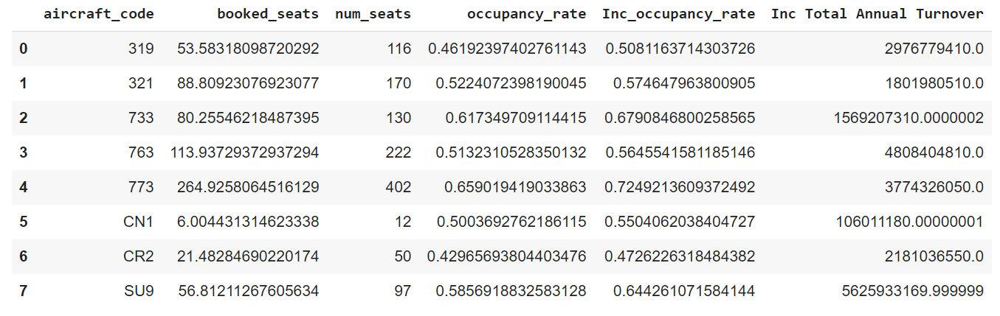 aircraft_code booked_seats num_seats occupancy_rate Inc_occupancy_rate Inc Total Annual Turnover
0 319 53.58318098720292 116 0.46192397402761143 0.5081163714303726 2976779410.0
1 321 88.80923076923077 170 0.5224072398190045 0.574647963800905 1801980510.0
2 733 80.25546218487395 130 0.617349709114415 0.6790846800258565 1569207310.0000002
3 763 113.93729372937294 222 0.5132310528350132 0.5645541581185146 4808404810.0
4 773 264.9258064516129 402 0.659019419033863 0.7249213609372492 3774326050.0
5 CN1 6.004431314623338 12 0.5003692762186115 0.5504062038404727 106011180.00000001
6 CR2 21.48284690220174 50 0.42965693804403476 0.4726226318484382 2181036550.0
7 SU9 56.81211267605634 97 0.5856918832583128 0.644261071584144 5625933169.999999